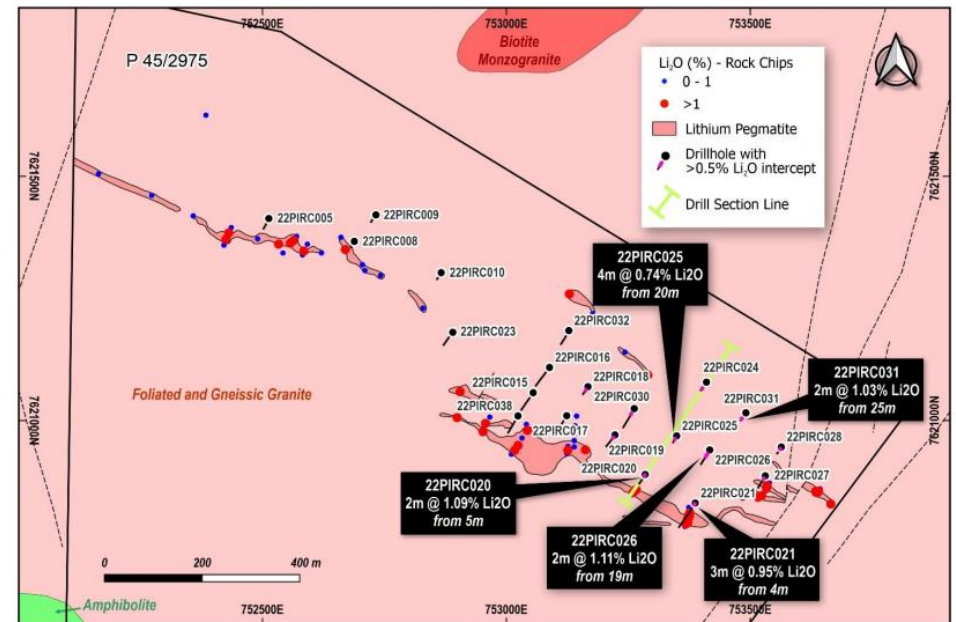 752500E
753000E
753500E
P 45/2975
Biotite
Monzogranite
Li₂O (%) - Rock Chips
0 - 1
>1
Lithium Pegmatite
Drillhole with
>0.5% Li₂O intercept
Drill Section Line
7621500N
7621500N
22PIRC005
22PIRC009
22PIRC008
22PIRC010
22PIRC025
4m @ 0.74% Li2O
from 20m
22PIRC023
22PIRC032
22PIRC016
22PIRC015
22PIRC018
22PIRC024
22PIRC031
2m @ 1.03% Li2O
from 25m
Foliated and Gneissic Granite
22PIRC038
22PIRC030
22PIRC031
7621000N
7621000N
22PIRC017
22PIRC025
22PIRC028
22PIRC019
22PIRC020
22PIRC026
22PIRC027
22PIRC020
2m @ 1.09% Li2O
from 5m
22PIRC021
22PIRC026
2m @ 1.11% Li2O
from 19m
22PIRC021
3m @ 0.95% Li2O
from 4m
0
200
400 m
Amphibolite
752500E
753000E
753500E